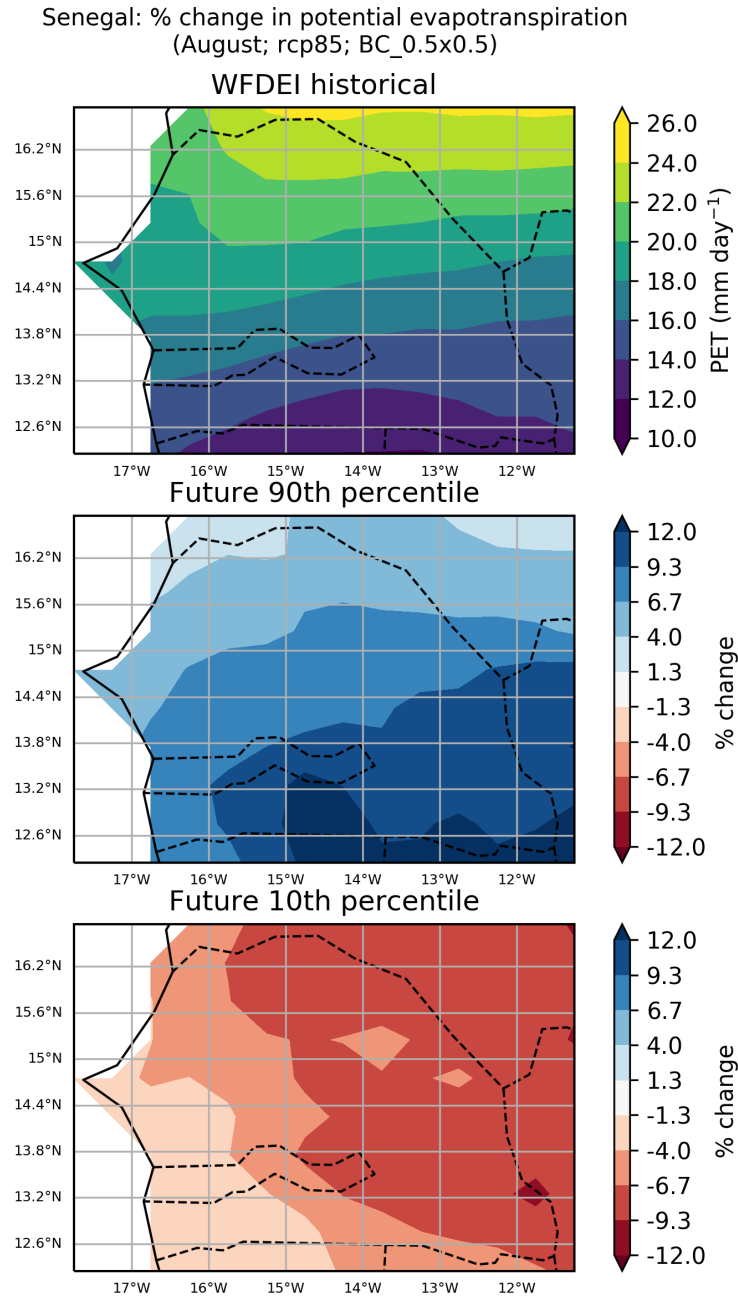 Senegal: % change in potential evapotranspiration
(August; rcp85; BC_0.5x0.5)
WFDEI historical
16.2°N
15.6°N
15°N
14.4°N
13.8°N
13.2°N
12.6°N
17°W 16°W 15°W 14°W 13°W 12°W
26.0
24.0
22.0
20.0
18.0
16.0
14.0
12.0
10.0
PET (mm day⁻¹)
Future 90th percentile
16.2°N
15.6°N
15°N
14.4°N
13.8°N
13.2°N
12.6°N
17°W 16°W 15°W 14°W 13°W 12°W
12.0
9.3
6.7
4.0
1.3
-1.3
-4.0
-6.7
-9.3
-12.0
% change
Future 10th percentile
16.2°N
15.6°N
15°N
14.4°N
13.8°N
13.2°N
12.6°N
17°W 16°W 15°W 14°W 13°W 12°W
12.0
9.3
6.7
4.0
1.3
-1.3
-4.0
-6.7
-9.3
-12.0
% change